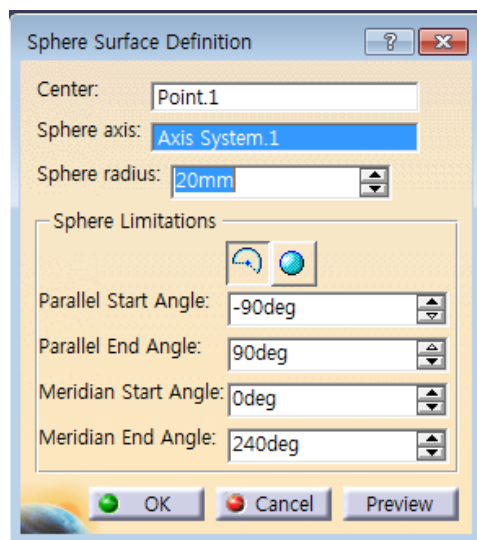 Sphere Surface Definition ?
Center: Point.1
Sphere axis: Axis System.1
Sphere radius: 20mm
Sphere Limitations
Parallel Start Angle: -90deg
Parallel End Angle: 90deg
Meridian Start Angle: 0deg
Meridian End Angle: 240deg
OK Cancel Preview